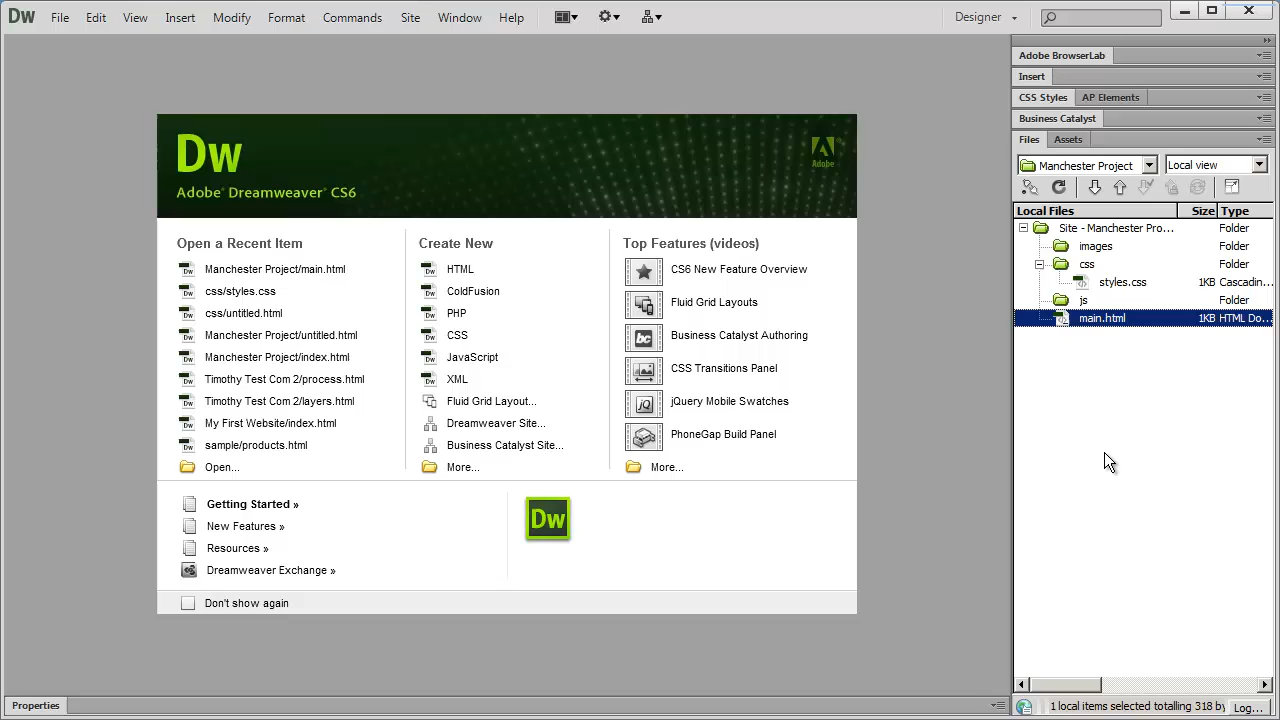 Dw File Edit View Insert Modify Format Commands Site Window Help Designer
Adobe BrowserLab
Insert
CSS Styles AP Elements
Business Catalyst
Files Assets
Manchester Project Local view
Local Files Size Type
Site - Manchester Pro... Folder
images Folder
css Folder
styles.css 1KB Cascadin...
js Folder
main.html 1KB HTML Do...
Dw
Adobe® Dreamweaver® CS6
Adobe
Open a Recent Item
Manchester Project/main.html
css/styles.css
css/untitled.html
Manchester Project/untitled.html
Manchester Project/index.html
Timothy Test Com 2/process.html
Timothy Test Com 2/layers.html
My First Website/index.html
sample/products.html
Open...
Create New
HTML
ColdFusion
PHP
CSS
JavaScript
XML
Fluid Grid Layout...
Dreamweaver Site...
Business Catalyst Site...
More...
Top Features (videos)
CS6 New Feature Overview
Fluid Grid Layouts
bc Business Catalyst Authoring
CSS Transitions Panel
jQ jQuery Mobile Swatches
PhoneGap Build Panel
More...
Getting Started »
New Features »
Resources »
Dreamweaver Exchange »
Dw
Don't show again
Properties
1 local items selected totalling 318 by Log...